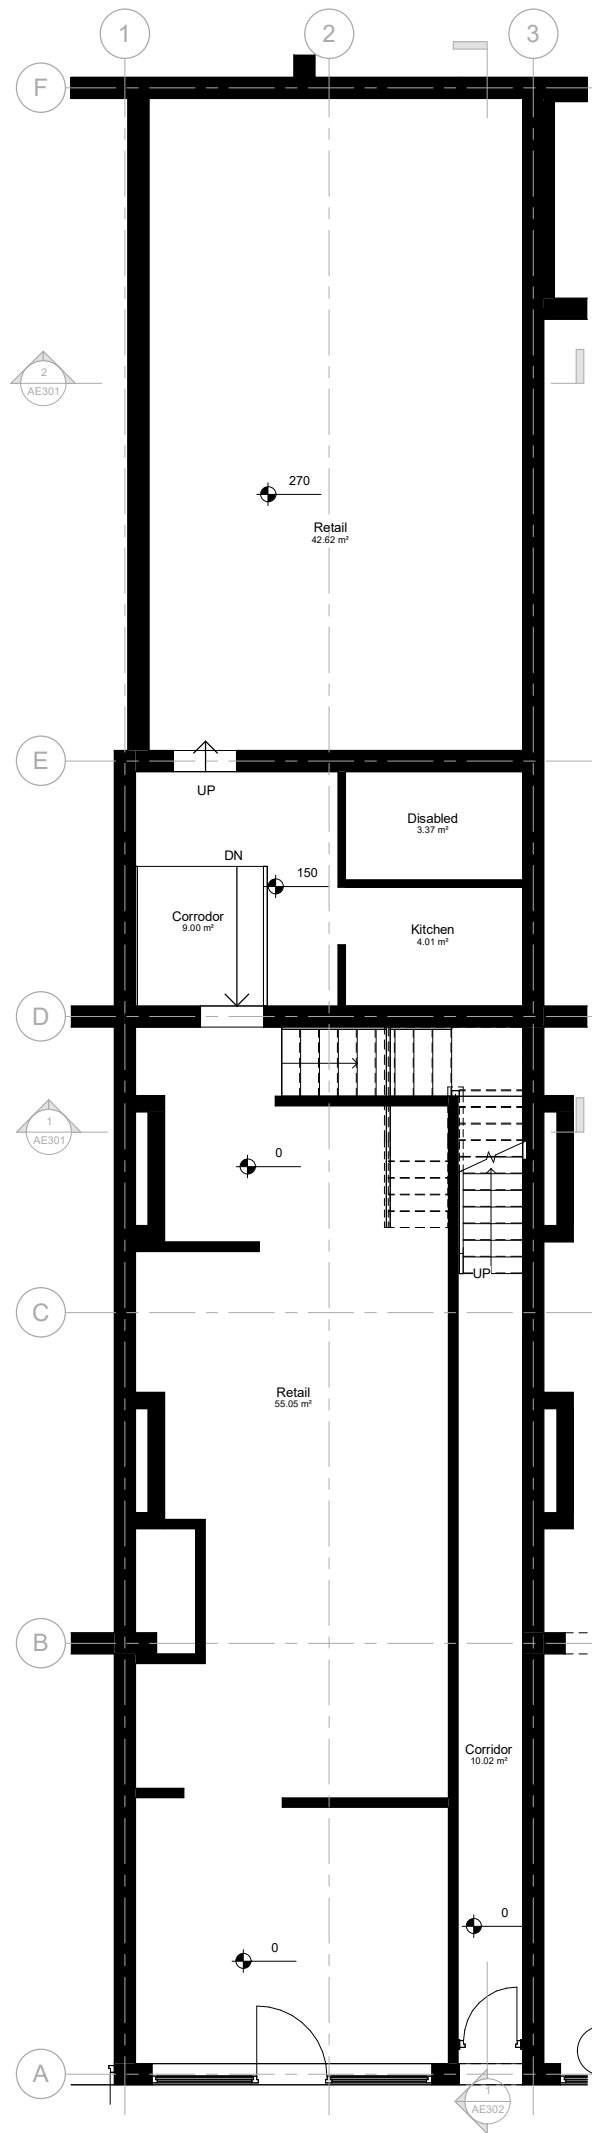 1
2
3
F
2
AE301
270
Retail
42.62 m²
E
UP
Disabled
3.37 m²
DN
150
Corrodor
9.00 m²
Kitchen
4.01 m²
D
1
AE301
0
UP
C
Retail
55.05 m²
B
Corridor
10.02 m²
0
0
A
1
AE302